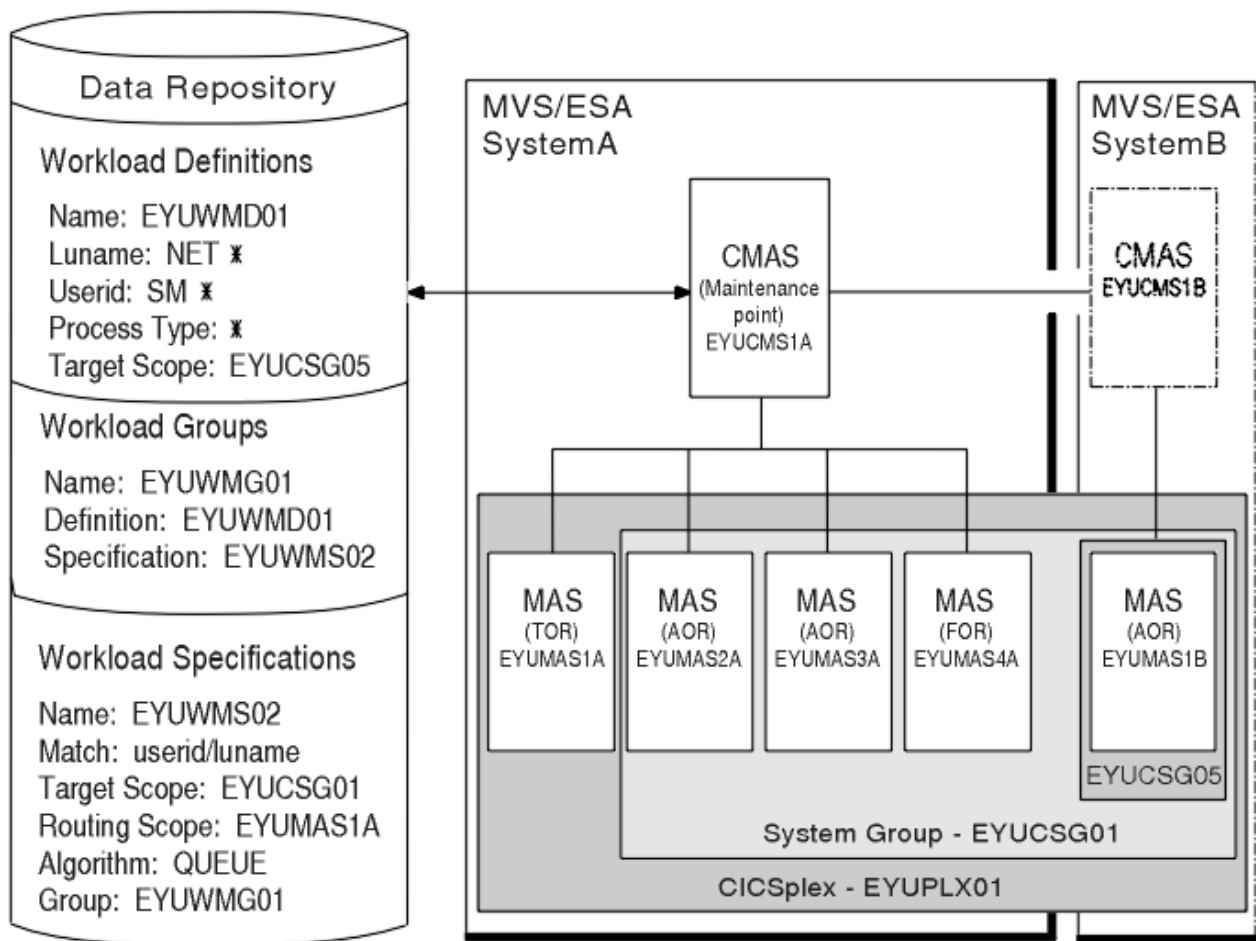 Data Repository
Workload Definitions
Name: EYUWMD01
Luname: NET *
Userid: SM *
Process Type: *
Target Scope: EYUCSG05
Workload Groups
Name: EYUWMG01
Definition: EYUWMD01
Specification: EYUWMS02
Workload Specifications
Name: EYUWMS02
Match: userid/luname
Target Scope: EYUCSG01
Routing Scope: EYUMAS1A
Algorithm: QUEUE
Group: EYUWMG01
MVS/ESA
SystemA
CMAS
(Maintenance
point)
EYUCMS1A
MVS/ESA
SystemB
CMAS
EYUCMS1B
MAS
(TOR)
EYUMAS1A
MAS
(AOR)
EYUMAS2A
MAS
(AOR)
EYUMAS3A
MAS
(FOR)
EYUMAS4A
MAS
(AOR)
EYUMAS1B
EYUCSG05
System Group - EYUCSG01
CICSplex - EYUPLX01